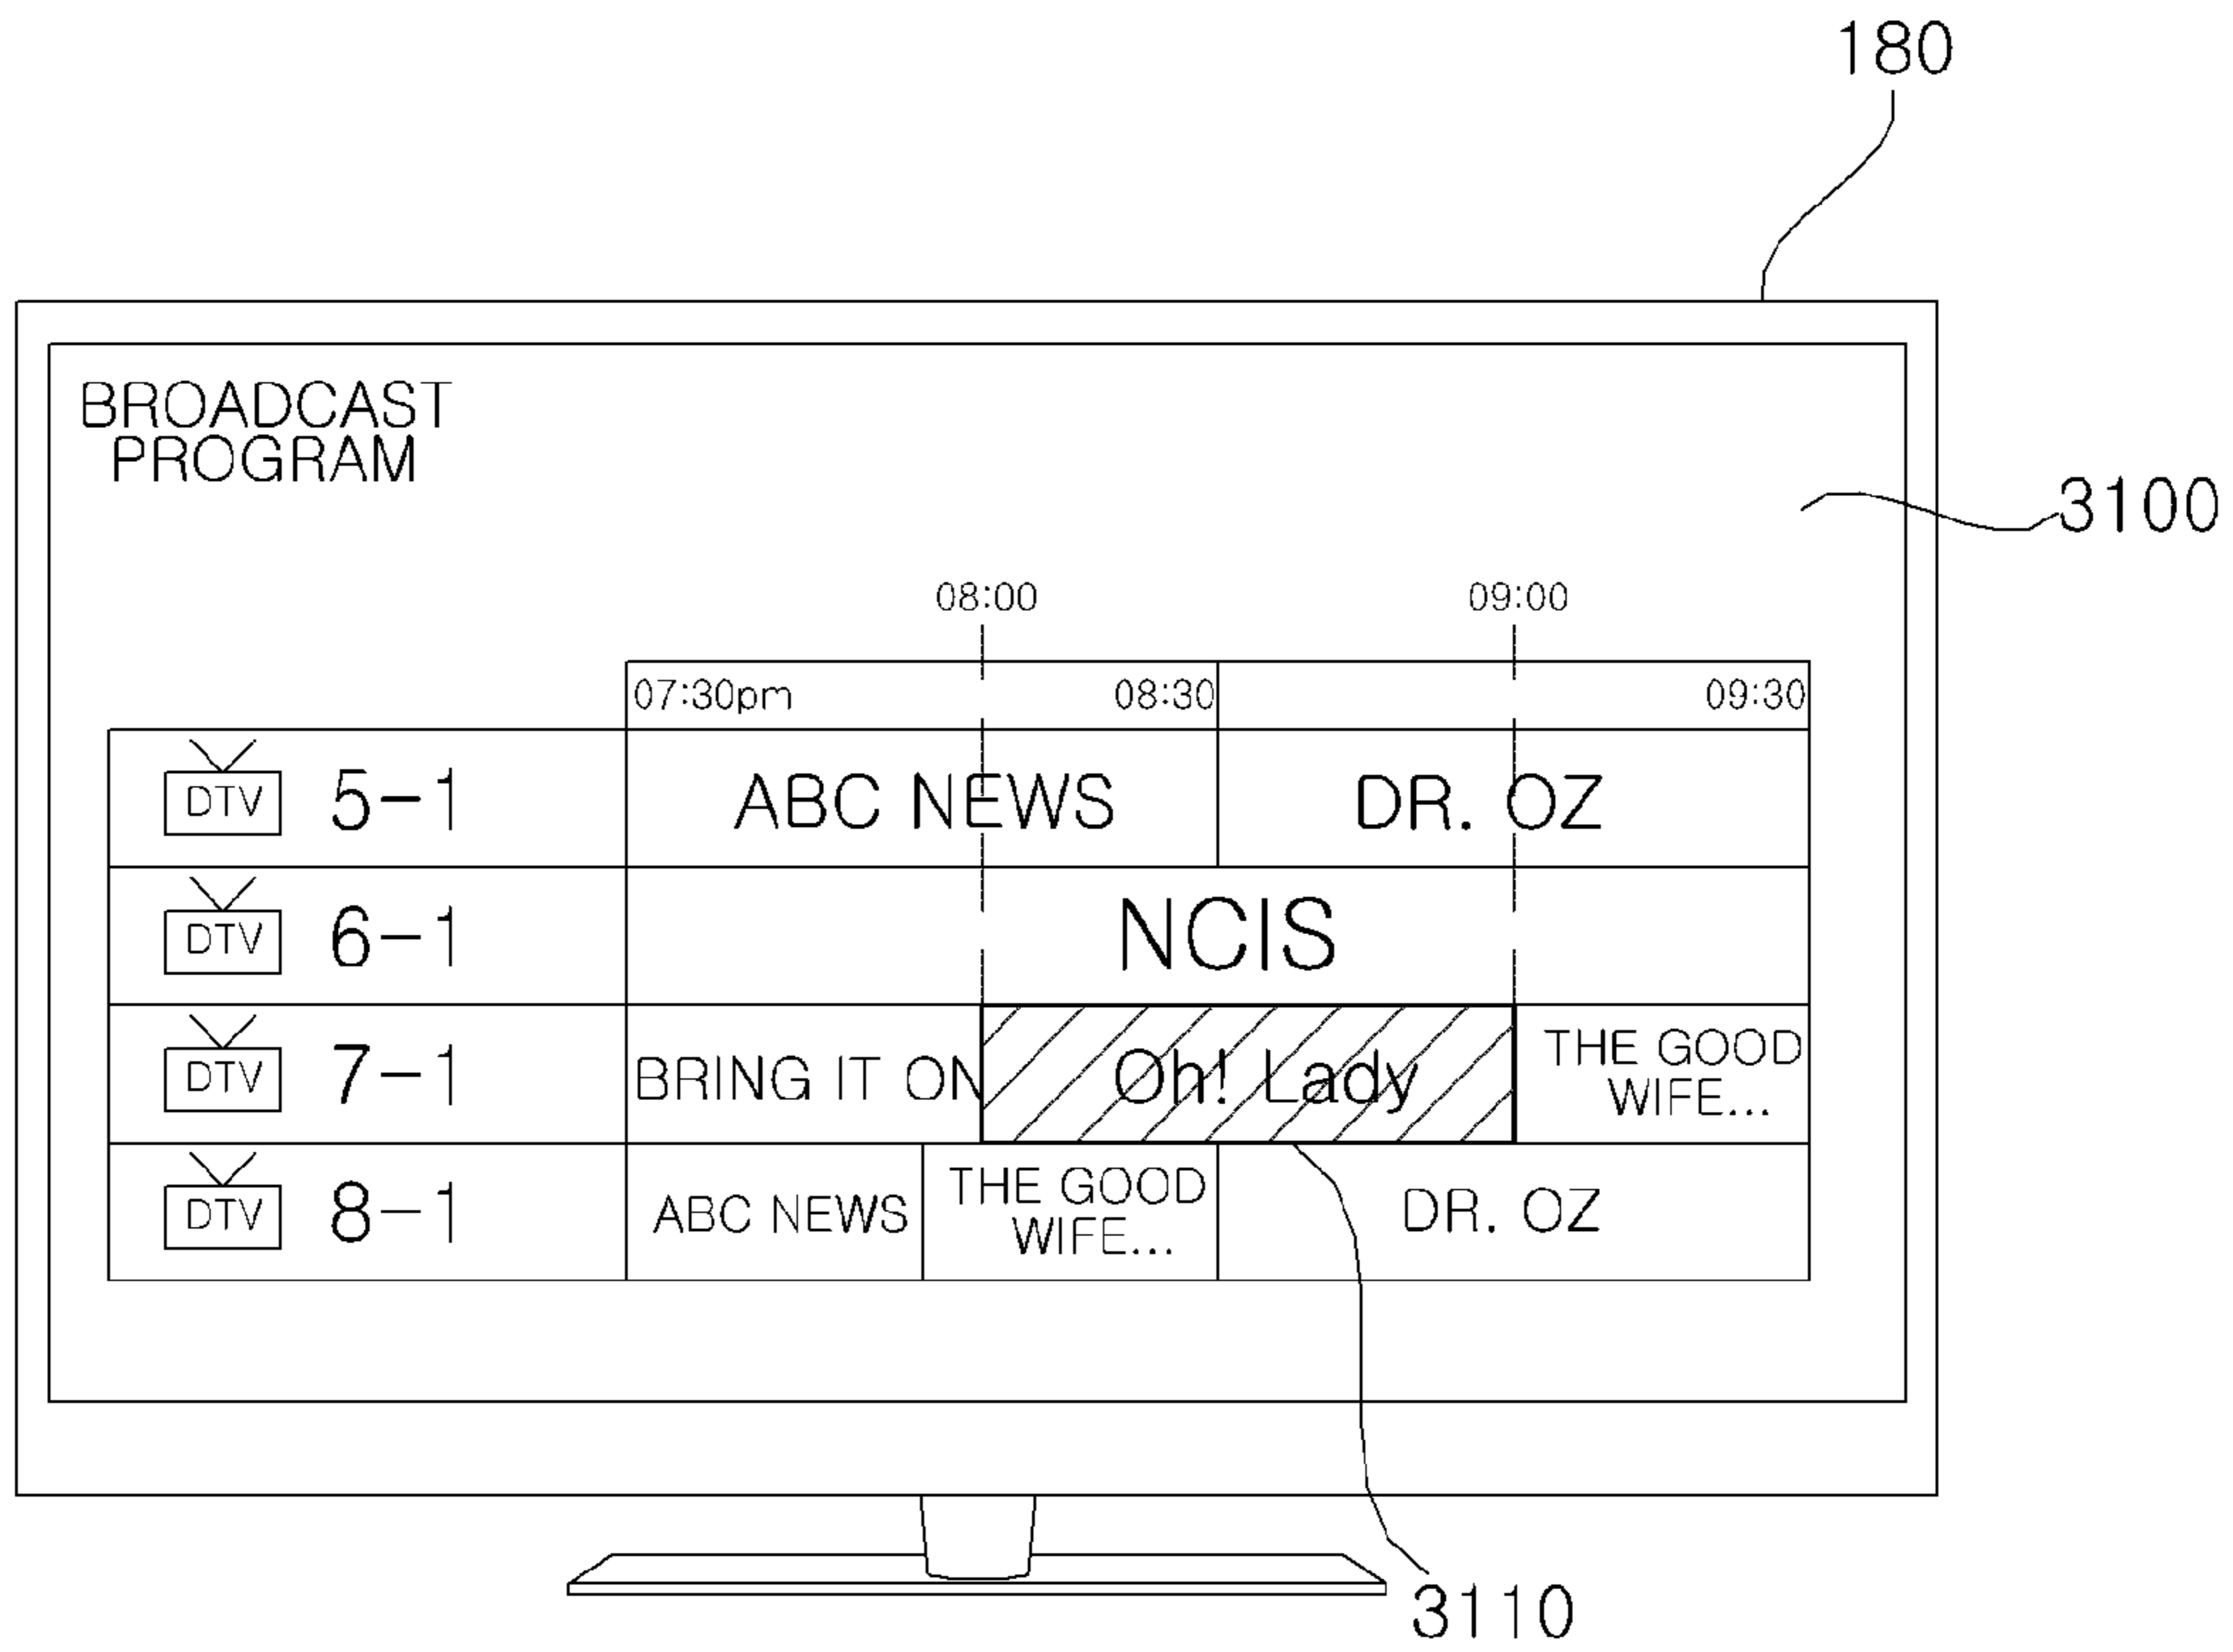 180
BROADCAST
PROGRAM
3100
08:00 09:00
07:30pm 08:30 09:30
DTV 5-1 ABC NEWS DR. OZ
DTV 6-1 NCIS
DTV 7-1 BRING IT ON Oh! Lady THE GOOD
WIFE...
DTV 8-1 ABC NEWS THE GOOD
WIFE... DR. OZ
3110